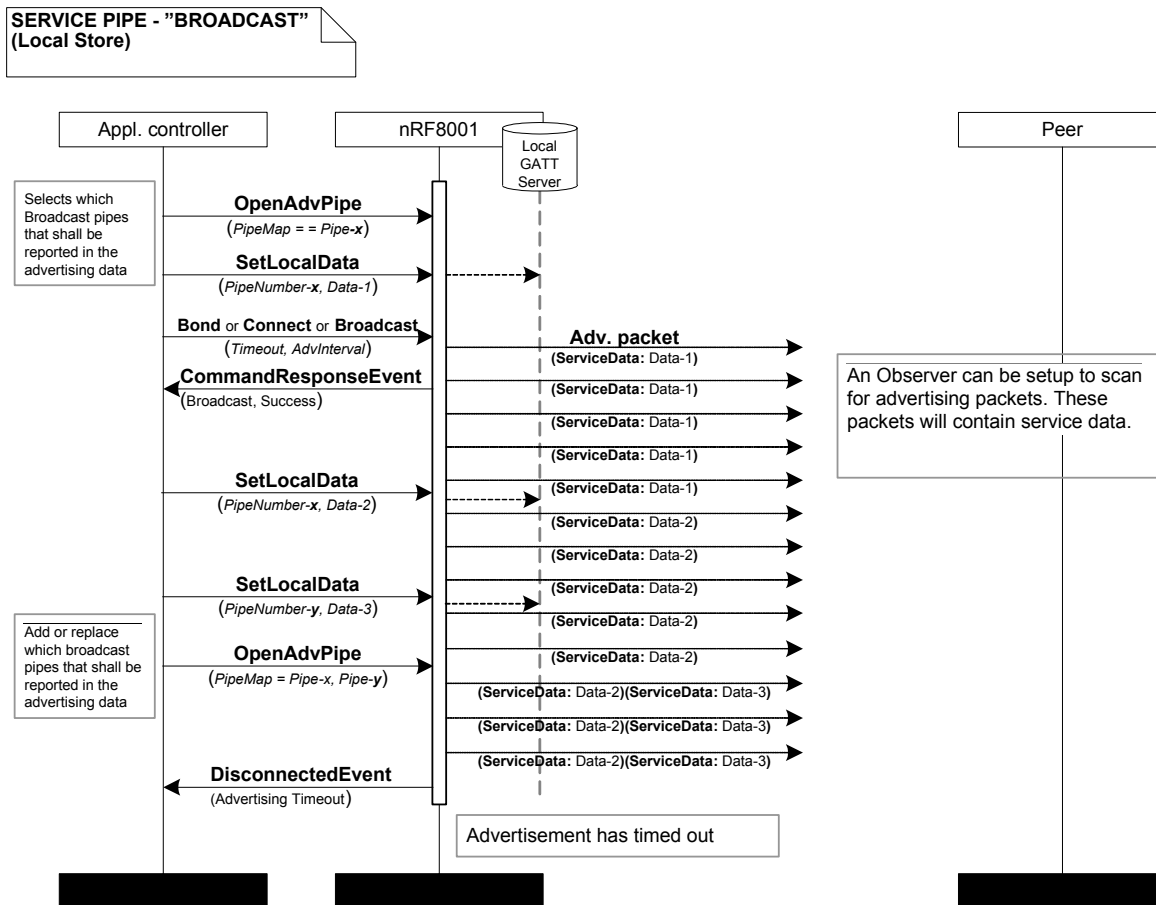 SERVICE PIPE - ”BROADCAST”
(Local Store)
Appl. controller
nRF8001
Local
GATT
Server
Peer
Selects which
Broadcast pipes
that shall be
reported in the
advertising data
OpenAdvPipe
(PipeMap = = Pipe-x)
SetLocalData
(PipeNumber-x, Data-1)
Bond or Connect or Broadcast
(Timeout, AdvInterval)
Adv. packet
(ServiceData: Data-1)
CommandResponseEvent
(Broadcast, Success)
(ServiceData: Data-1)
(ServiceData: Data-1)
(ServiceData: Data-1)
(ServiceData: Data-1)
An Observer can be setup to scan
for advertising packets. These
packets will contain service data.
SetLocalData
(PipeNumber-x, Data-2)
(ServiceData: Data-2)
(ServiceData: Data-2)
(ServiceData: Data-2)
SetLocalData
(PipeNumber-y, Data-3)
(ServiceData: Data-2)
(ServiceData: Data-2)
Add or replace
which broadcast
pipes that shall be
reported in the
advertising data
OpenAdvPipe
(PipeMap = Pipe-x, Pipe-y)
(ServiceData: Data-2)(ServiceData: Data-3)
(ServiceData: Data-2)(ServiceData: Data-3)
(ServiceData: Data-2)(ServiceData: Data-3)
DisconnectedEvent
(Advertising Timeout)
Advertisement has timed out